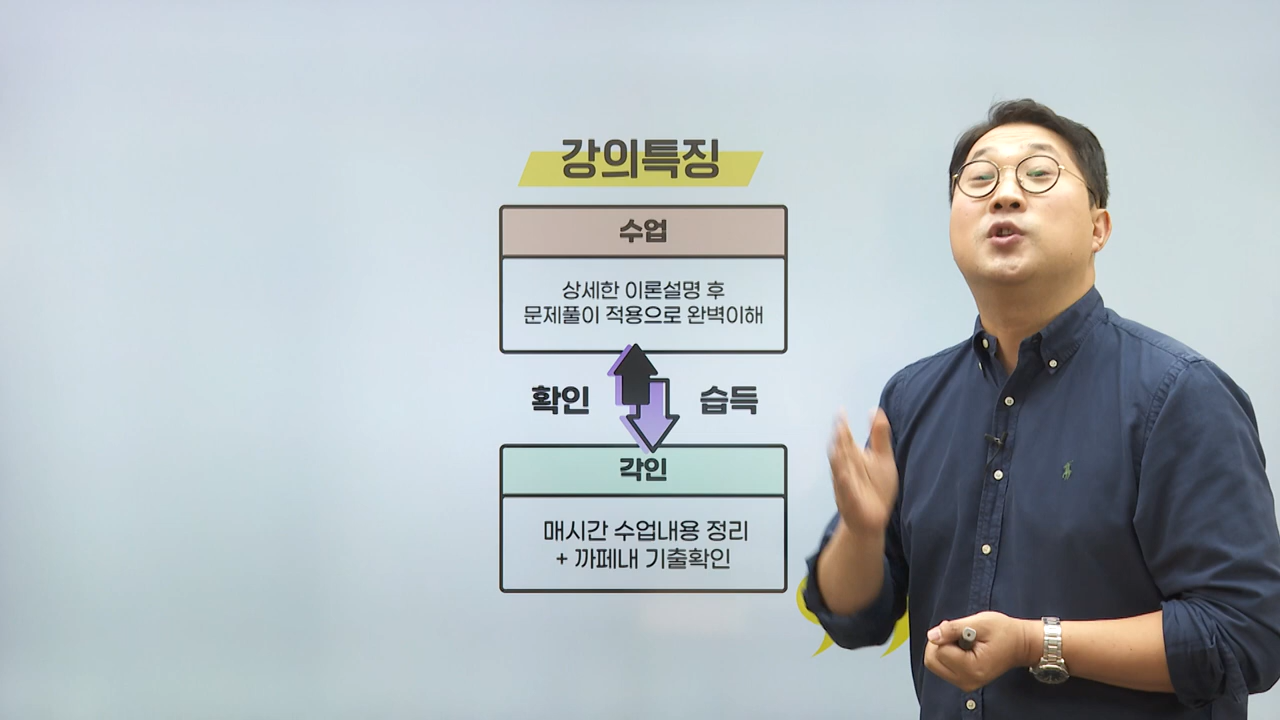 강의특징
수업
상세한 이론설명 후
문제풀이 적용으로 완벽이해
확인 습득
각인
매시간 수업내용 정리
+ 까페내 기출확인